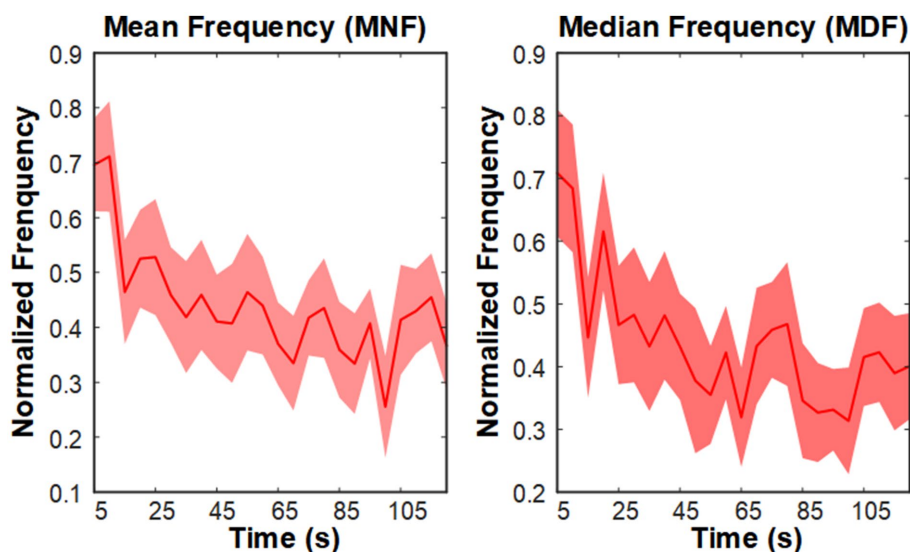 Mean Frequency (MNF)
Normalized Frenquency
0.9
0.8
0.7
0.6
0.5
0.4
0.3
0.2
0.1
5 25 45 65 85 105
Time (s)
Median Frequency (MDF)
Normalized Frenquency
0.9
0.8
0.7
0.6
0.5
0.4
0.3
0.2
5 25 45 65 85 105
Time (s)